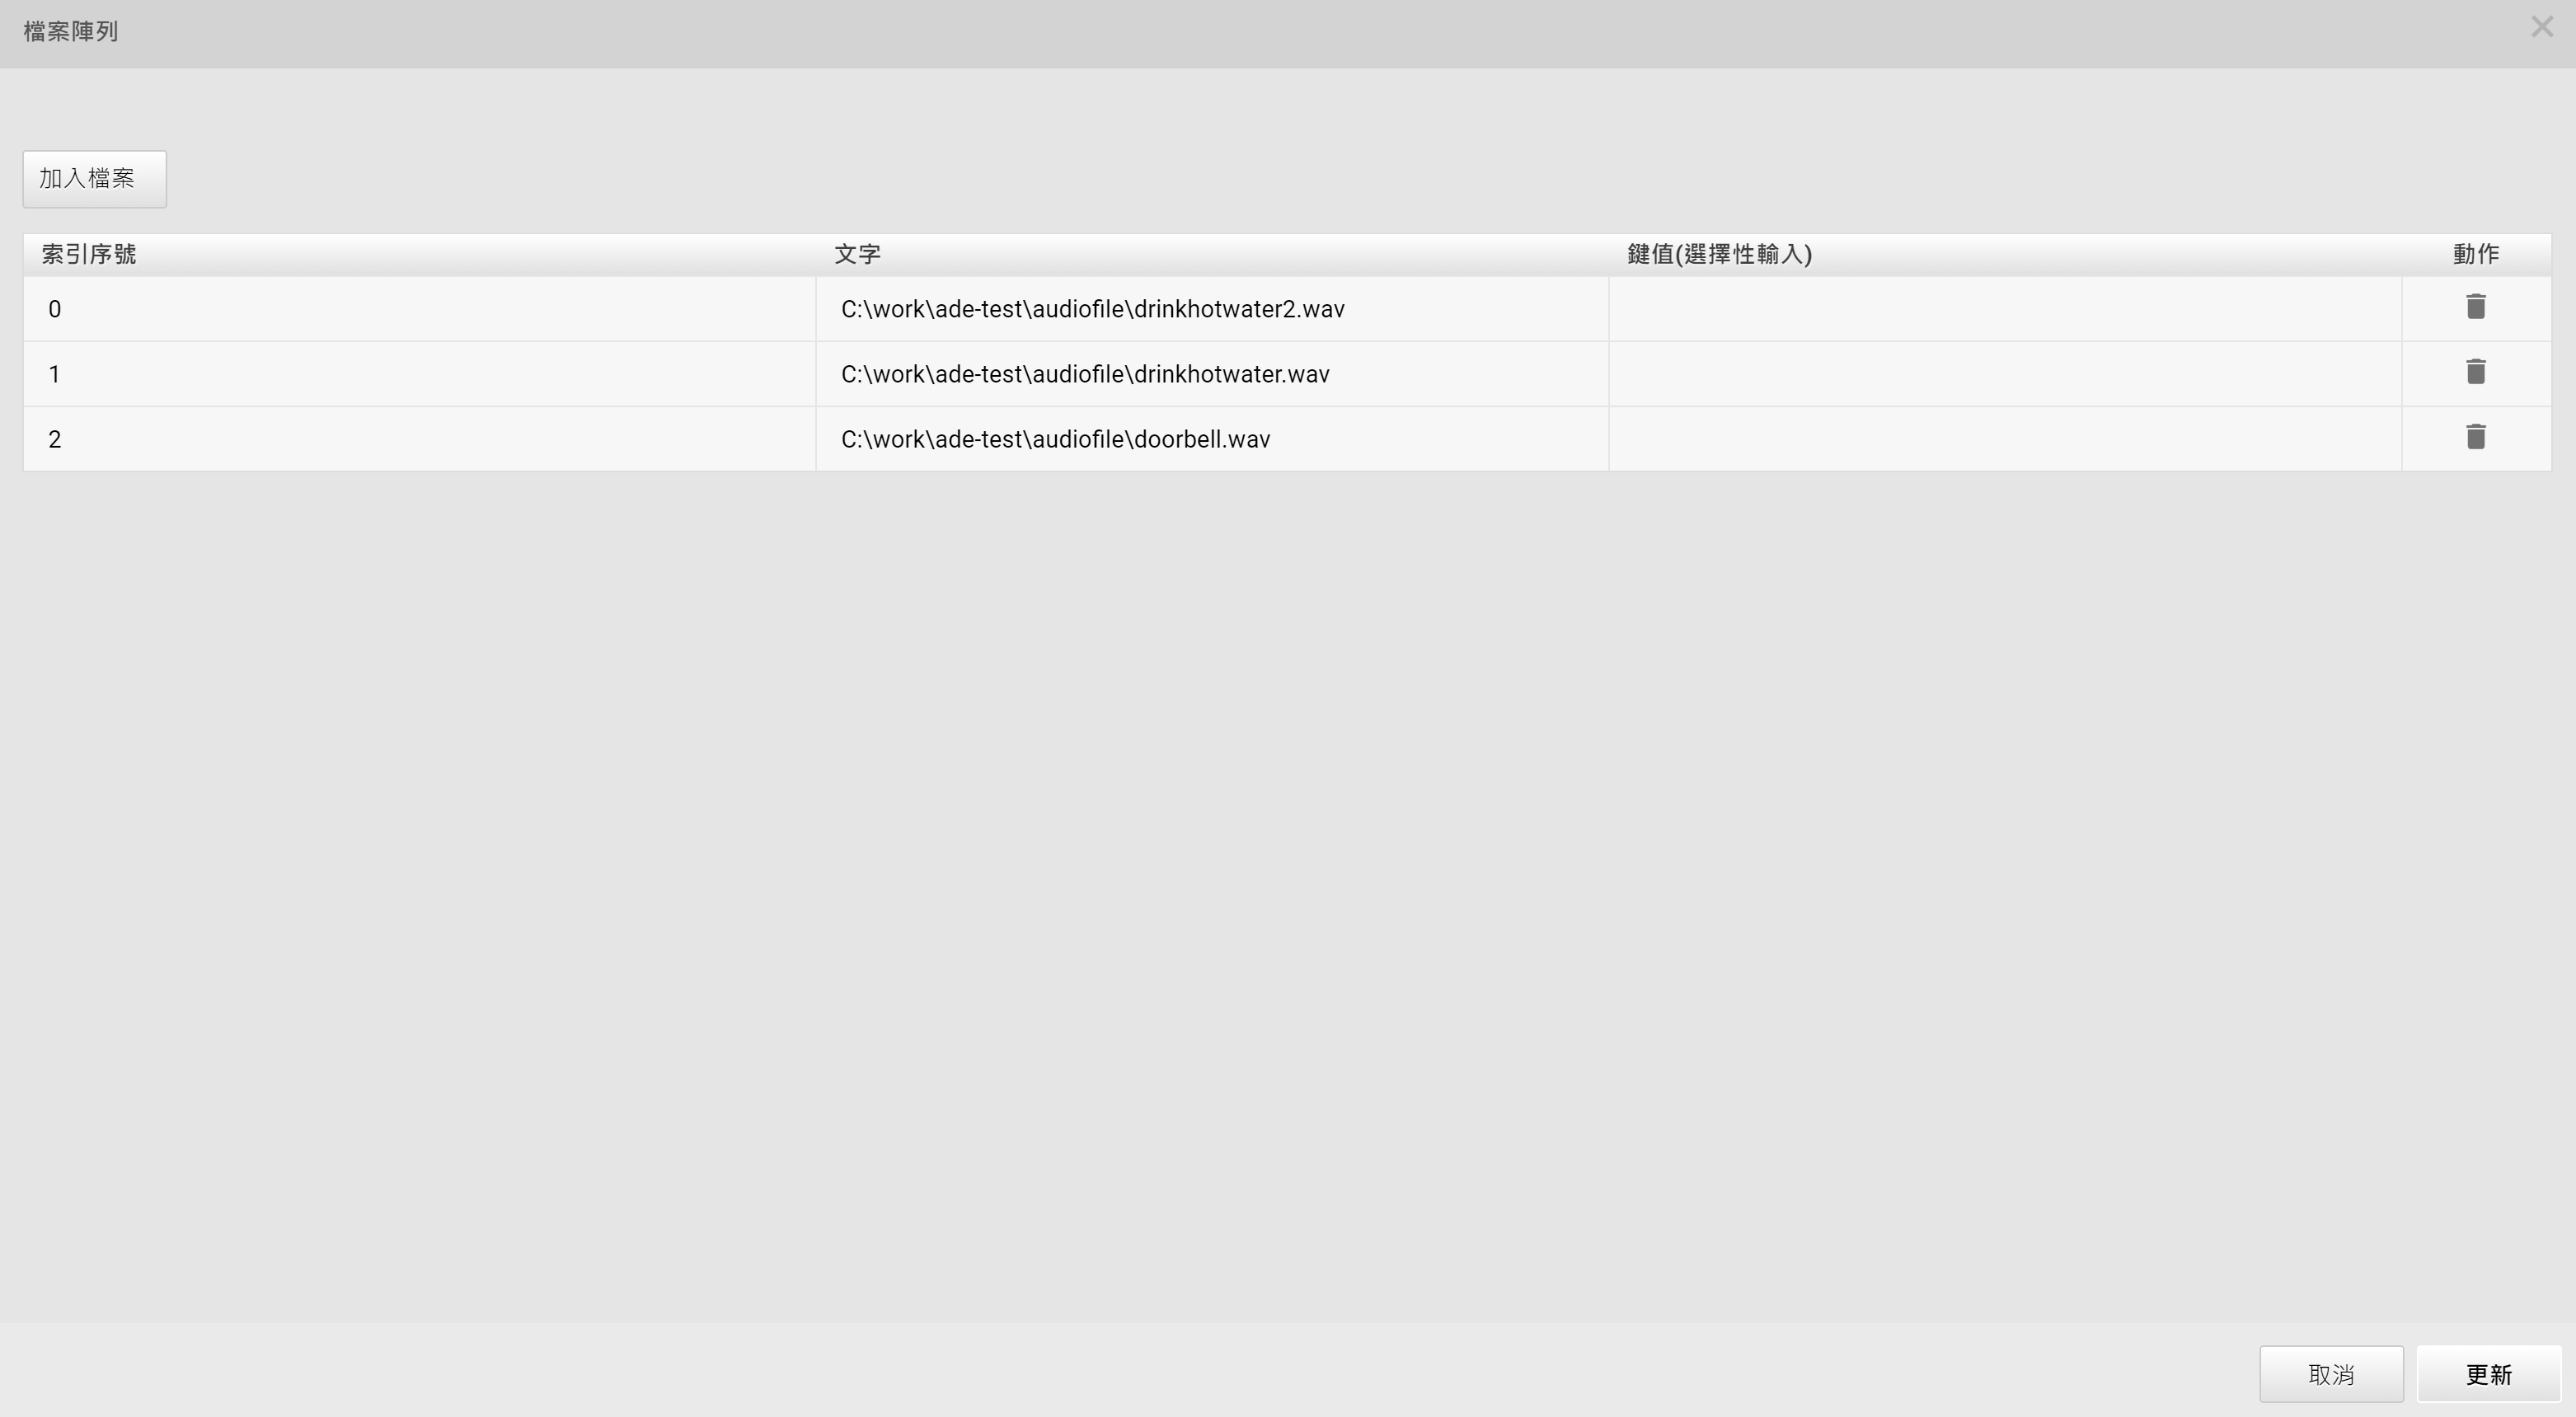 檔案陣列
加入檔案
索引序號 文字 鍵值(選擇性輸入) 動作
0 C:\work\ade-test\audiofile\drinkhotwater2.wav
1 C:\work\ade-test\audiofile\drinkhotwater.wav
2 C:\work\ade-test\audiofile\doorbell.wav
取消 更新